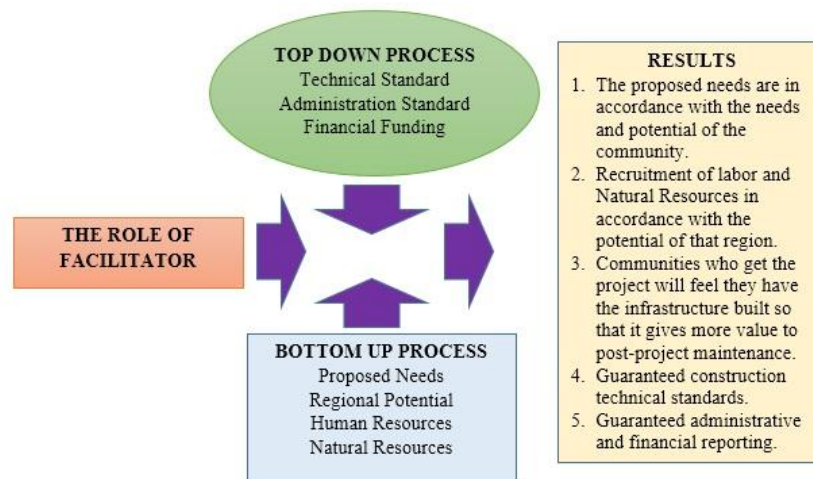 TOP DOWN PROCESS
Technical Standard
Administration Standard
Financial Funding
THE ROLE OF
FACILITATOR
BOTTOM UP PROCESS
Proposed Needs
Regional Potential
Human Resources
Natural Resources
RESULTS
1. The proposed needs are in
accordance with the needs
and potential of the
community.
2. Recruitment of labor and
Natural Resources in
accordance with the
potential of that region.
3. Communities who get the
project will feel they have
the infrastructure built so
that it gives more value to
post-project maintenance.
4. Guaranteed construction
technical standards.
5. Guaranteed administrative
and financial reporting.